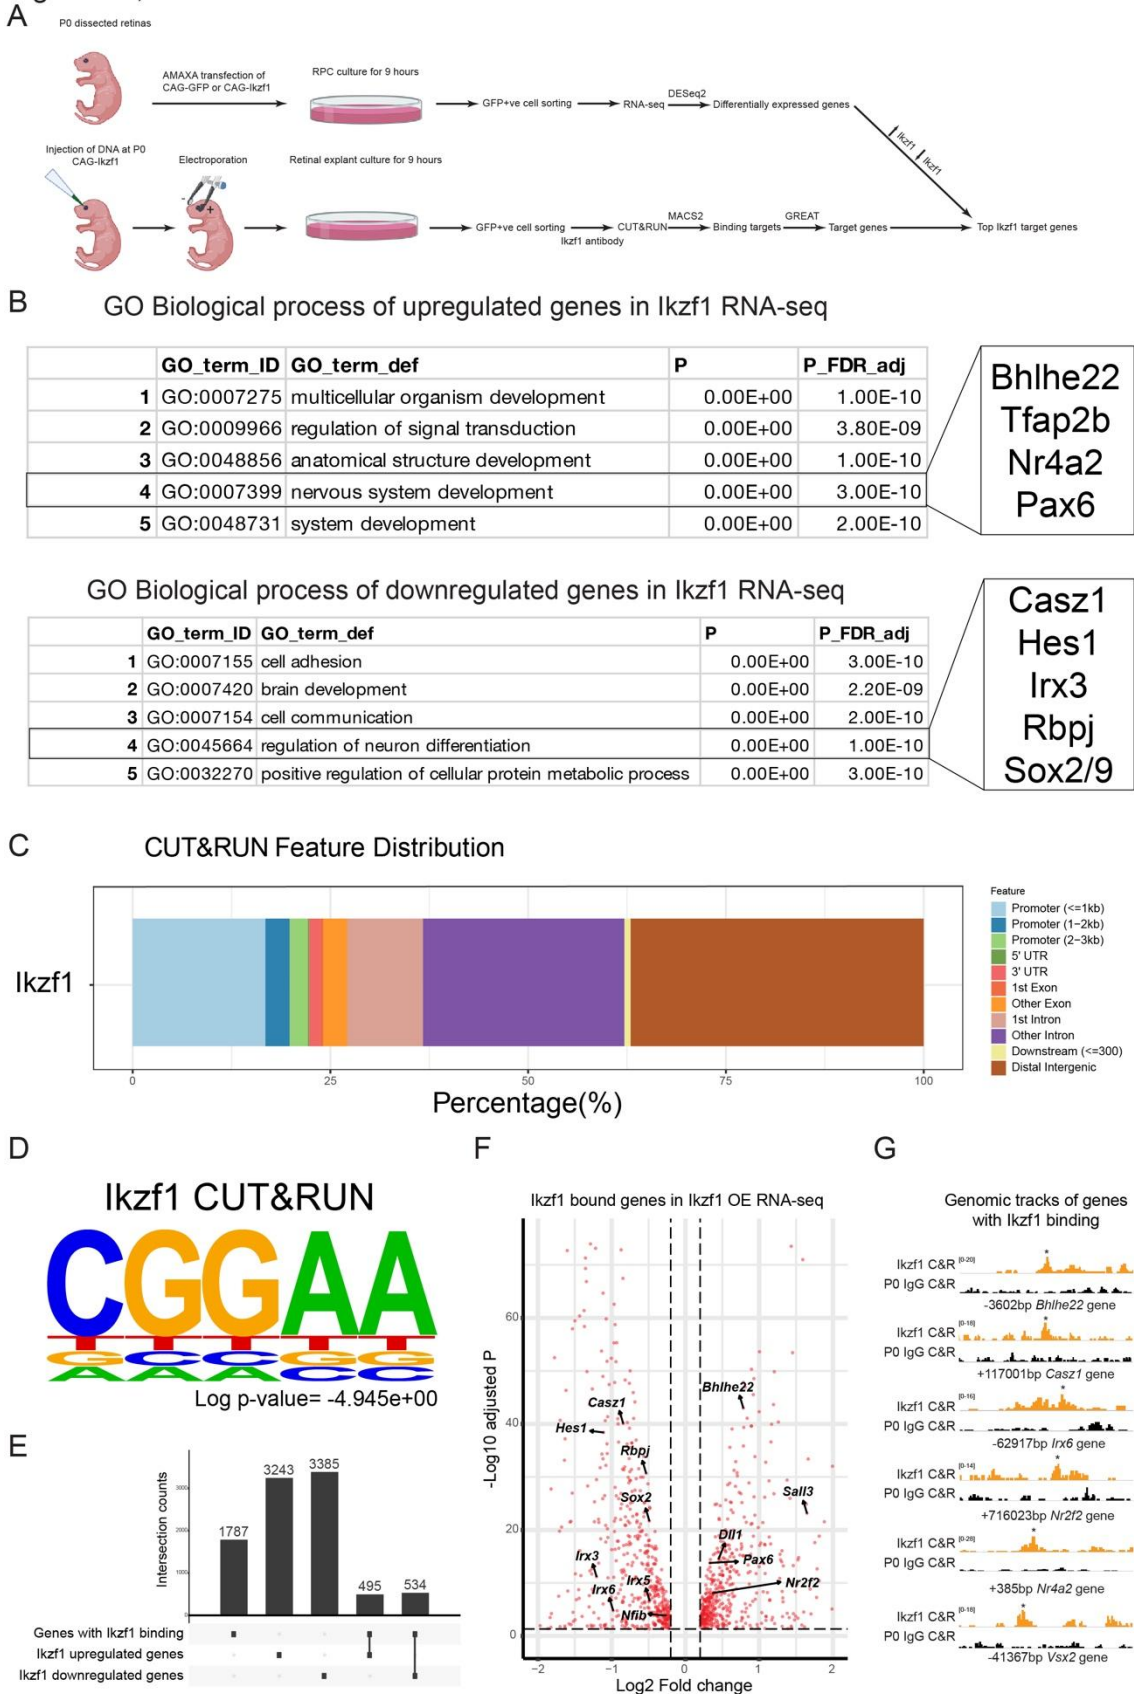 A
P0 dissected retinas
AMAXA transfection of
CAG-GFP or CAG-Ikzf1
RPC culture for 9 hours
GFP+ve cell sorting
RNA-seq
DESeq2
Differentially expressed genes
Ikzf1
Ikzf1
Injection of DNA at P0
CAG-Ikzf1
Electroporation
Retinal explant culture for 9 hours
- +
GFP+ve cell sorting
Ikzf1 antibody
CUT&RUN
MACS2
Binding targets
GREAT
Target genes
Top Ikzf1 target genes
B
GO Biological process of upregulated genes in Ikzf1 RNA-seq
GO_term_ID GO_term_def P P_FDR_adj
1 GO:0007275 multicellular organism development 0.00E+00 1.00E-10
2 GO:0009966 regulation of signal transduction 0.00E+00 3.80E-09
3 GO:0048856 anatomical structure development 0.00E+00 1.00E-10
4 GO:0007399 nervous system development 0.00E+00 3.00E-10
5 GO:0048731 system development 0.00E+00 2.00E-10
Bhlhe22
Tfap2b
Nr4a2
Pax6
GO Biological process of downregulated genes in Ikzf1 RNA-seq
GO_term_ID GO_term_def P P_FDR_adj
1 GO:0007155 cell adhesion 0.00E+00 3.00E-10
2 GO:0007420 brain development 0.00E+00 2.20E-09
3 GO:0007154 cell communication 0.00E+00 2.00E-10
4 GO:0045664 regulation of neuron differentiation 0.00E+00 1.00E-10
5 GO:0032270 positive regulation of cellular protein metabolic process 0.00E+00 3.00E-10
Casz1
Hes1
Irx3
Rbpj
Sox2/9
C
CUT&RUN Feature Distribution
Ikzf1
0 25 50 75 100
Percentage(%)
Feature
Promoter (<=1kb)
Promoter (1-2kb)
Promoter (2-3kb)
5' UTR
3' UTR
1st Exon
Other Exon
1st Intron
Other Intron
Downstream (<=300)
Distal Intergenic
D
Ikzf1 CUT&RUN
CGGAA
TTTTT
GCCGG
AAACC
Log p-value= -4.945e+00
E
Intersection counts
3000
2000
1000
0
1787
3243
3385
495
534
Genes with Ikzf1 binding
Ikzf1 upregulated genes
Ikzf1 downregulated genes
F
Ikzf1 bound genes in Ikzf1 OE RNA-seq
-Log10 adjusted P
60
40
20
0
Casz1
Hes1
Rbpj
Sox2
Irx3
Irx6
Irx5
Nfib
Bhlhe22
Sall3
Dll1
Pax6
Nr2f2
-2 -1 0 1 2
Log2 Fold change
G
Genomic tracks of genes
with Ikzf1 binding
Ikzf1 C&R [0-20] *
P0 IgG C&R
-3602bp Bhlhe22 gene
Ikzf1 C&R [0-18] *
P0 IgG C&R
+117001bp Casz1 gene
Ikzf1 C&R [0-16] *
P0 IgG C&R
-62917bp Irx6 gene
Ikzf1 C&R [0-14] *
P0 IgG C&R
+716023bp Nr2f2 gene
Ikzf1 C&R *
P0 IgG C&R
+385bp Nr4a2 gene
Ikzf1 C&R *
P0 IgG C&R
-41367bp Vsx2 gene